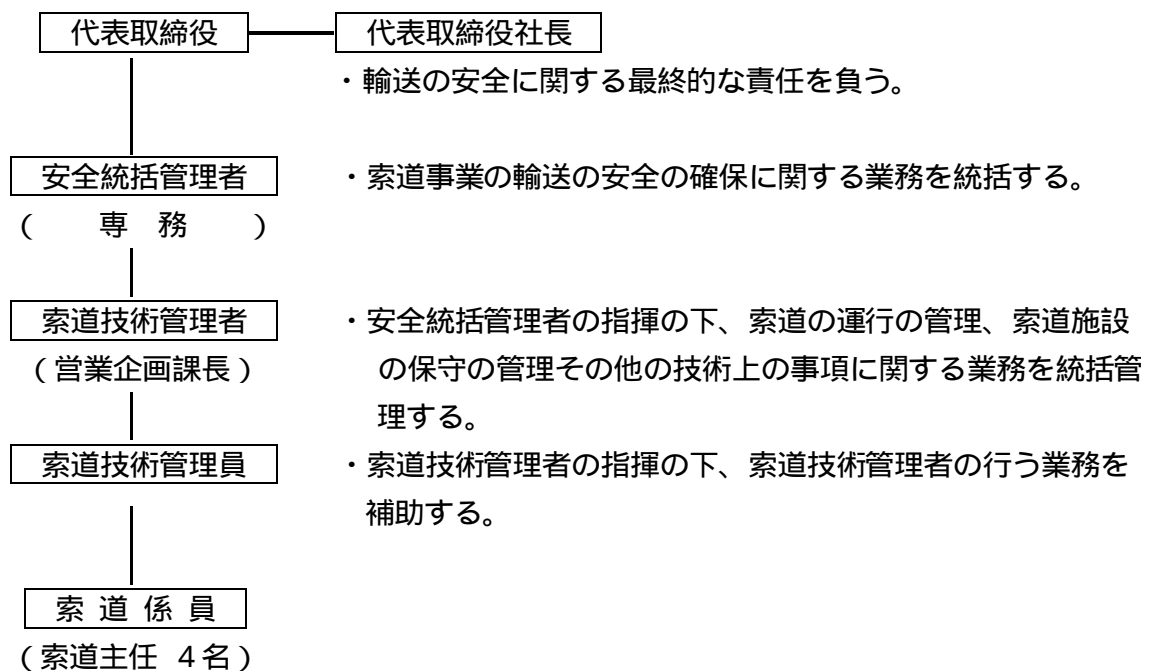 代表取締役 代表取締役社長
・輸送の安全に関する最終的な責任を負う。
安全統括管理者 ・索道事業の輸送の安全の確保に関する業務を統括する。
(　専　務　)
索道技術管理者 ・安全統括管理者の指揮の下、索道の運行の管理、索道施設
(営業企画課長) の保守の管理その他の技術上の事項に関する業務を統括管
理する。
索道技術管理員 ・索道技術管理者の指揮の下、索道技術管理者の行う業務を
補助する。
索 道 係 員
(索道主任 4名)